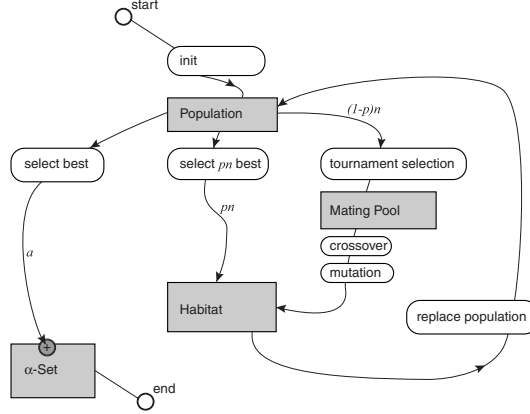 start
init
Population
(1-p)n
select best
select pn best
tournament selection
pn
Mating Pool
crossover
mutation
a
Habitat
replace population
+
α-Set
end